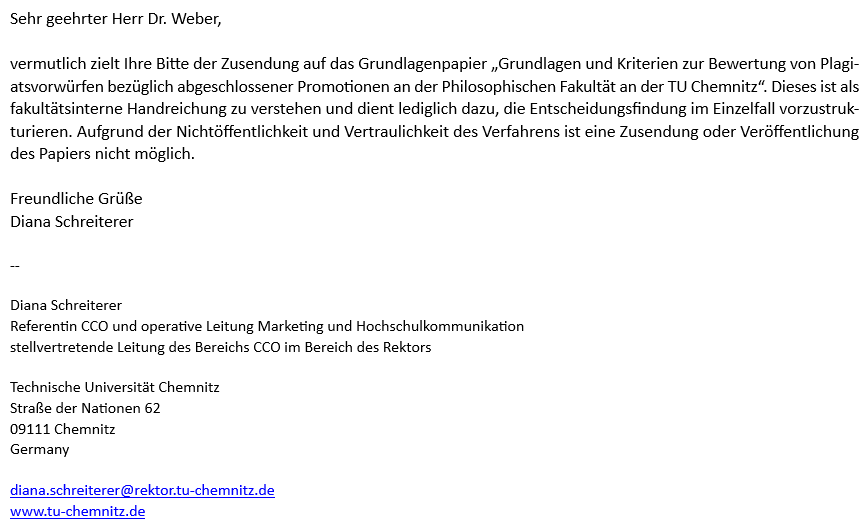 Sehr geehrter Herr Dr. Weber,
vermutlich zielt Ihre Bitte der Zusendung auf das Grundlagenpapier „Grundlagen und Kriterien zur Bewertung von Plagi-
atsvorwürfen bezüglich abgeschlossener Promotionen an der Philosophischen Fakultät an der TU Chemnitz“. Dieses ist als
fakultätsinterne Handreichung zu verstehen und dient lediglich dazu, die Entscheidungsfindung im Einzelfall vorzustruk-
turieren. Aufgrund der Nichtöffentlichkeit und Vertraulichkeit des Verfahrens ist eine Zusendung oder Veröffentlichung
des Papiers nicht möglich.
Freundliche Grüße
Diana Schreiterer
--
Diana Schreiterer
Referentin CCO und operative Leitung Marketing und Hochschulkommunikation
stellvertretende Leitung des Bereichs CCO im Bereich des Rektors
Technische Universität Chemnitz
Straße der Nationen 62
09111 Chemnitz
Germany
diana.schreiterer@rektor.tu-chemnitz.de
www.tu-chemnitz.de